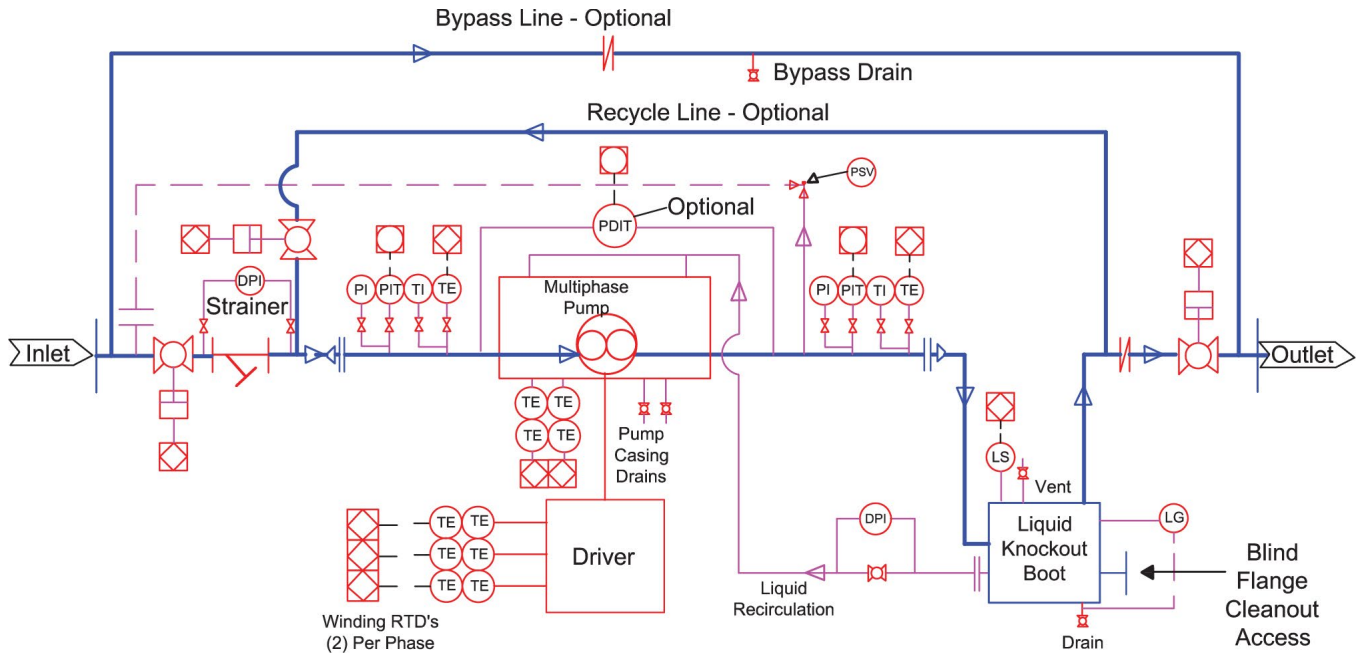 Bypass Line - Optional
Bypass Drain
Recycle Line - Optional
PSV
Optional
PDIT
DPI
Strainer
PI
PIT
TI
TE
Multiphase
Pump
PI
PIT
TI
TE
Inlet
Outlet
TE
TE
TE
TE
Pump
Casing
Drains
LS
Vent
TE
TE
TE
TE
TE
TE
Driver
Winding RTD's
(2) Per Phase
DPI
Liquid
Recirculation
Liquid
Knockout
Boot
LG
Drain
Blind
Flange
Cleanout
Access